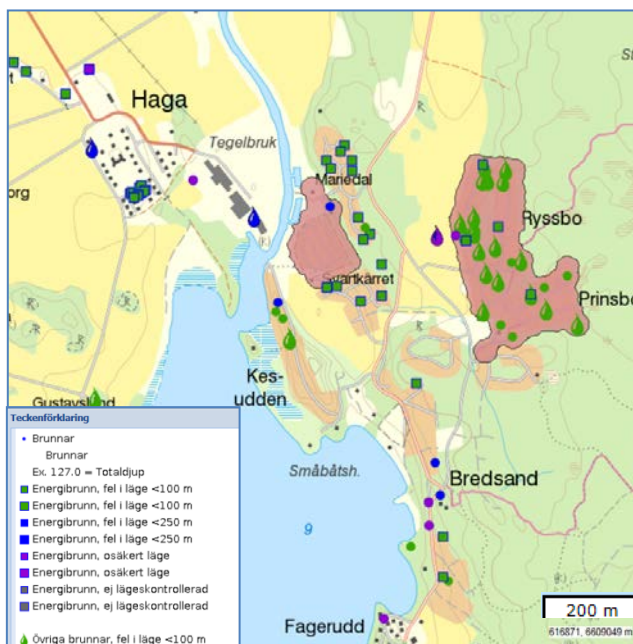 St
Haga
Tegelbruk
Mariedal
org
Ryssbo
Svartkärret
Prinsbo
Kes-
udden
Gustavslund
Småbåtsh.
Bredsand
9
Fagerudd
200 m
616871, 6609049 m
Teckenförklaring
Brunnar
Brunnar
Ex. 127.0 = Totaldjup
Energibrunn, fel i läge <100 m
Energibrunn, fel i läge <100 m
Energibrunn, fel i läge <250 m
Energibrunn, fel i läge <250 m
Energibrunn, osäkert läge
Energibrunn, osäkert läge
Energibrunn, ej lägeskontrollerad
Energibrunn, ej lägeskontrollerad
Övriga brunnar, fel i läge <100 m